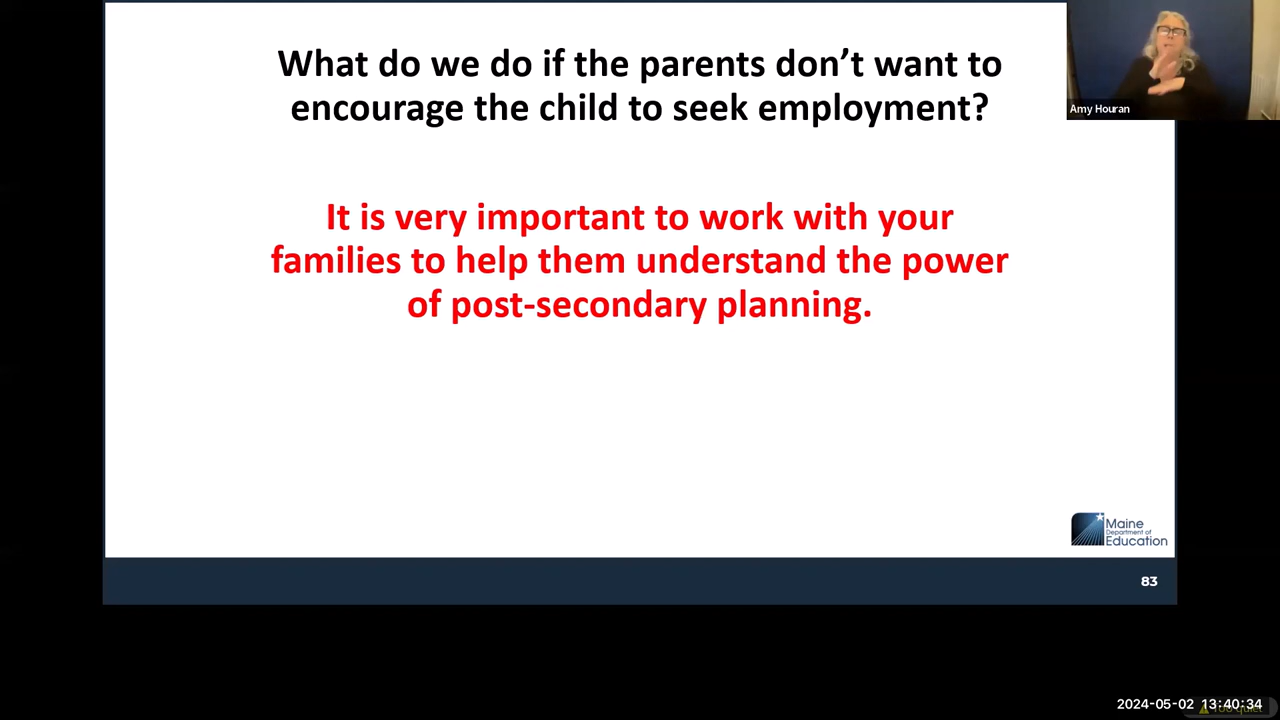 What do we do if the parents don’t want to
encourage the child to seek employment?
Amy Houran
It is very important to work with your
families to help them understand the power
of post-secondary planning.
Maine
Department of
Education
83
2024-05-02 13:40:34